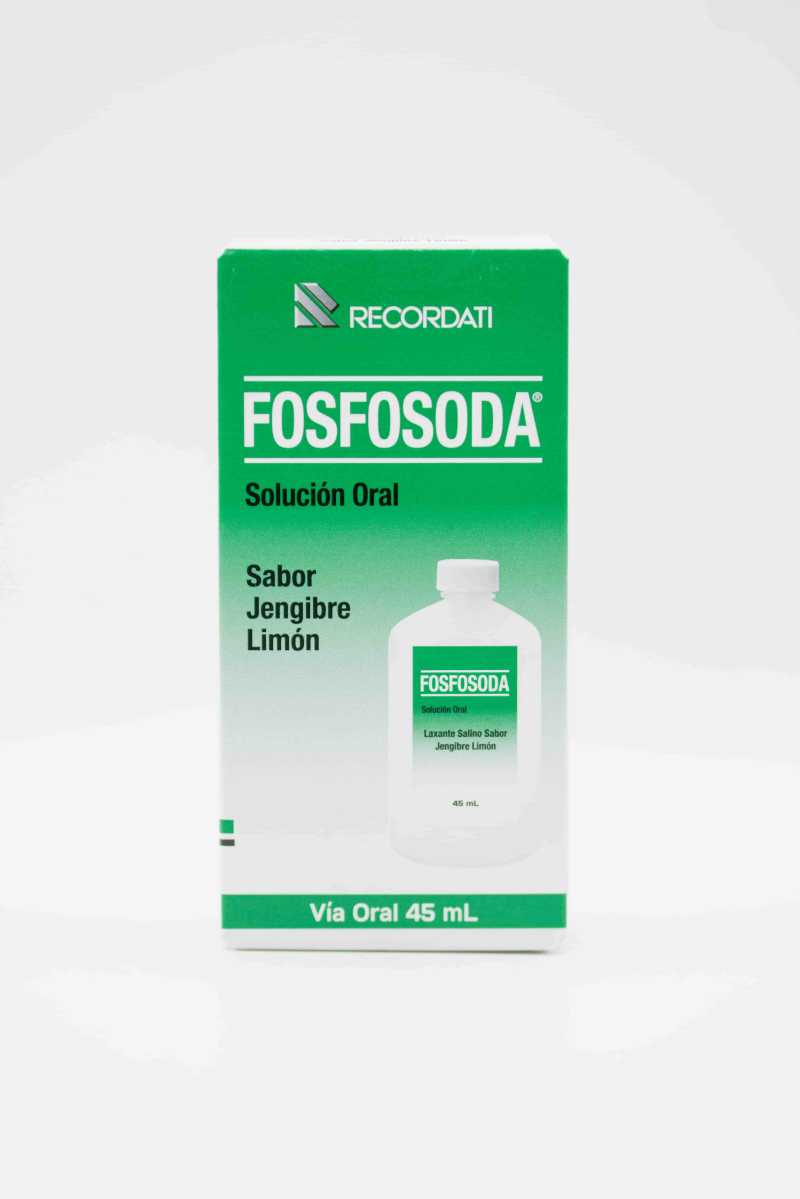 RECORDATI
FOSFOSODA®
Solución Oral
Sabor
Jengibre
Limón
FOSFOSODA
Solución Oral
Laxante Salino Sabor
Jengibre Limón
45 mL
Vía Oral 45 mL